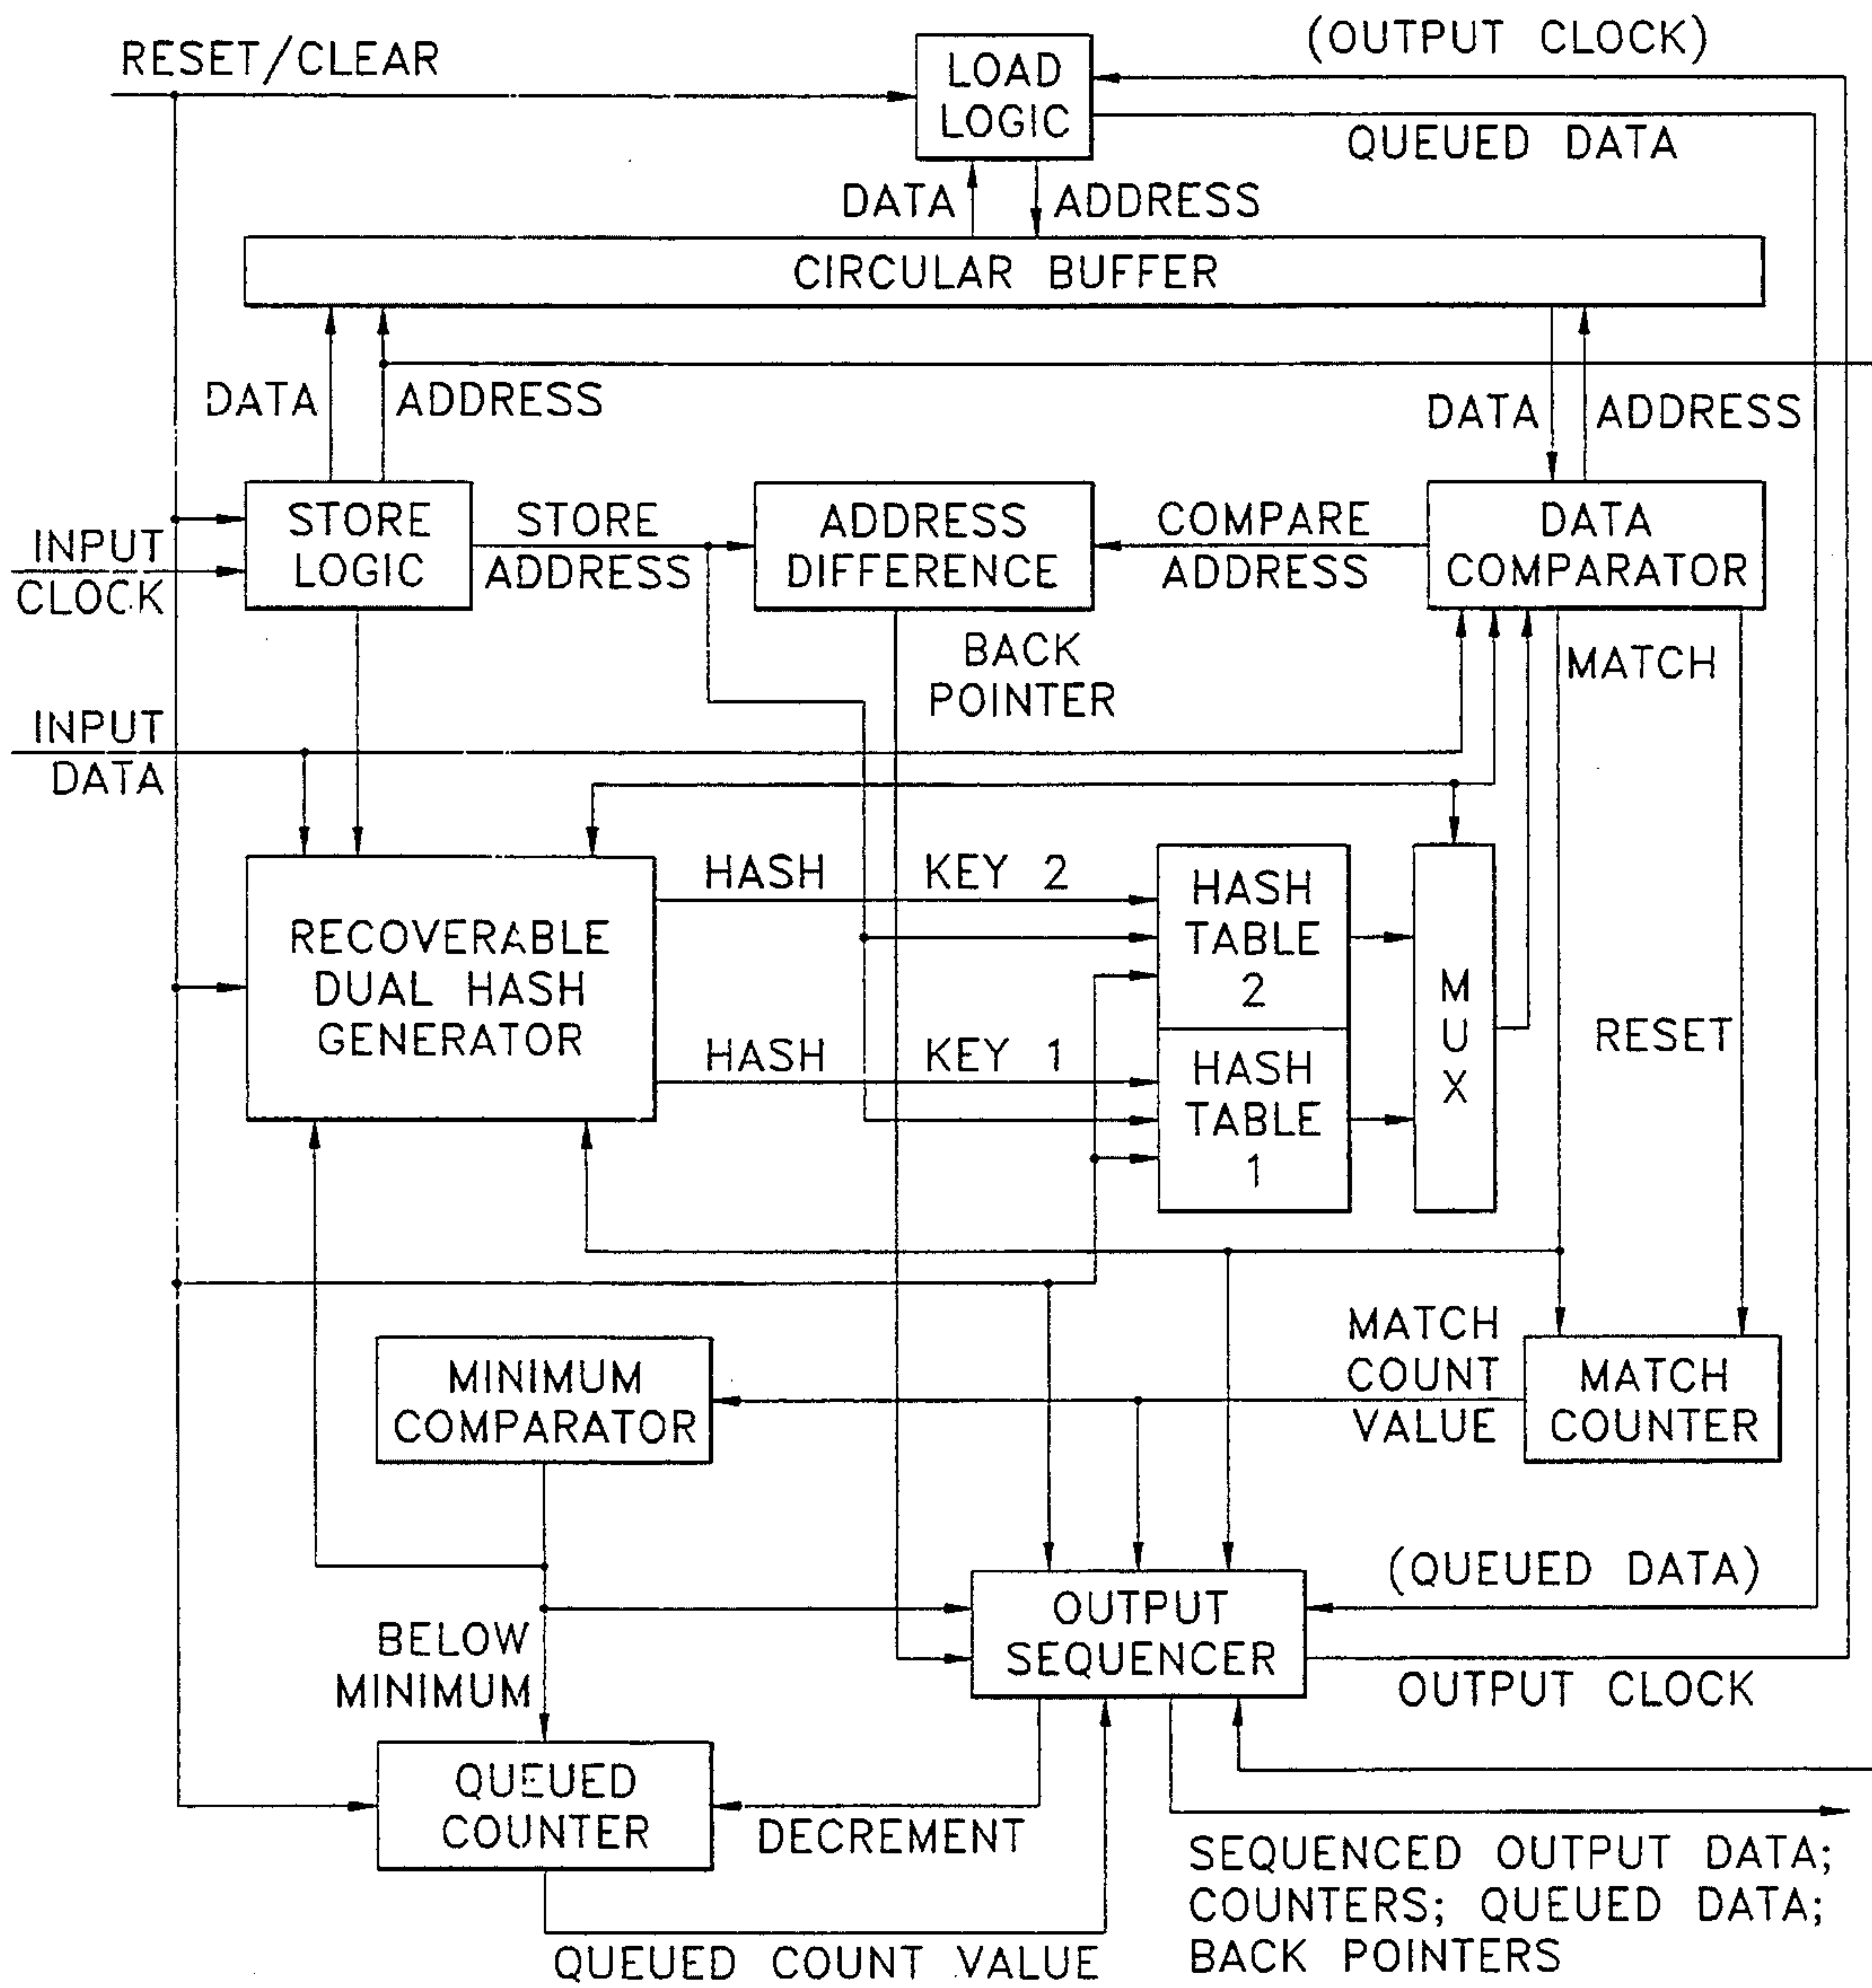 (OUTPUT CLOCK)
RESET/CLEAR
LOAD
LOGIC
QUEUED DATA
DATA
ADDRESS
CIRCULAR BUFFER
DATA
ADDRESS
DATA
ADDRESS
INPUT
CLOCK
STORE
LOGIC
STORE
ADDRESS
ADDRESS
DIFFERENCE
COMPARE
ADDRESS
DATA
COMPARATOR
BACK
POINTER
MATCH
INPUT
DATA
RECOVERABLE
DUAL HASH
GENERATOR
HASH KEY 2
HASH KEY 1
HASH
TABLE
2
HASH
TABLE
1
M
U
X
RESET
MINIMUM
COMPARATOR
MATCH
COUNT
VALUE
MATCH
COUNTER
(QUEUED DATA)
OUTPUT
SEQUENCER
BELOW
MINIMUM
OUTPUT CLOCK
QUEUED
COUNTER
DECREMENT
SEQUENCED OUTPUT DATA;
COUNTERS; QUEUED DATA;
BACK POINTERS
QUEUED COUNT VALUE